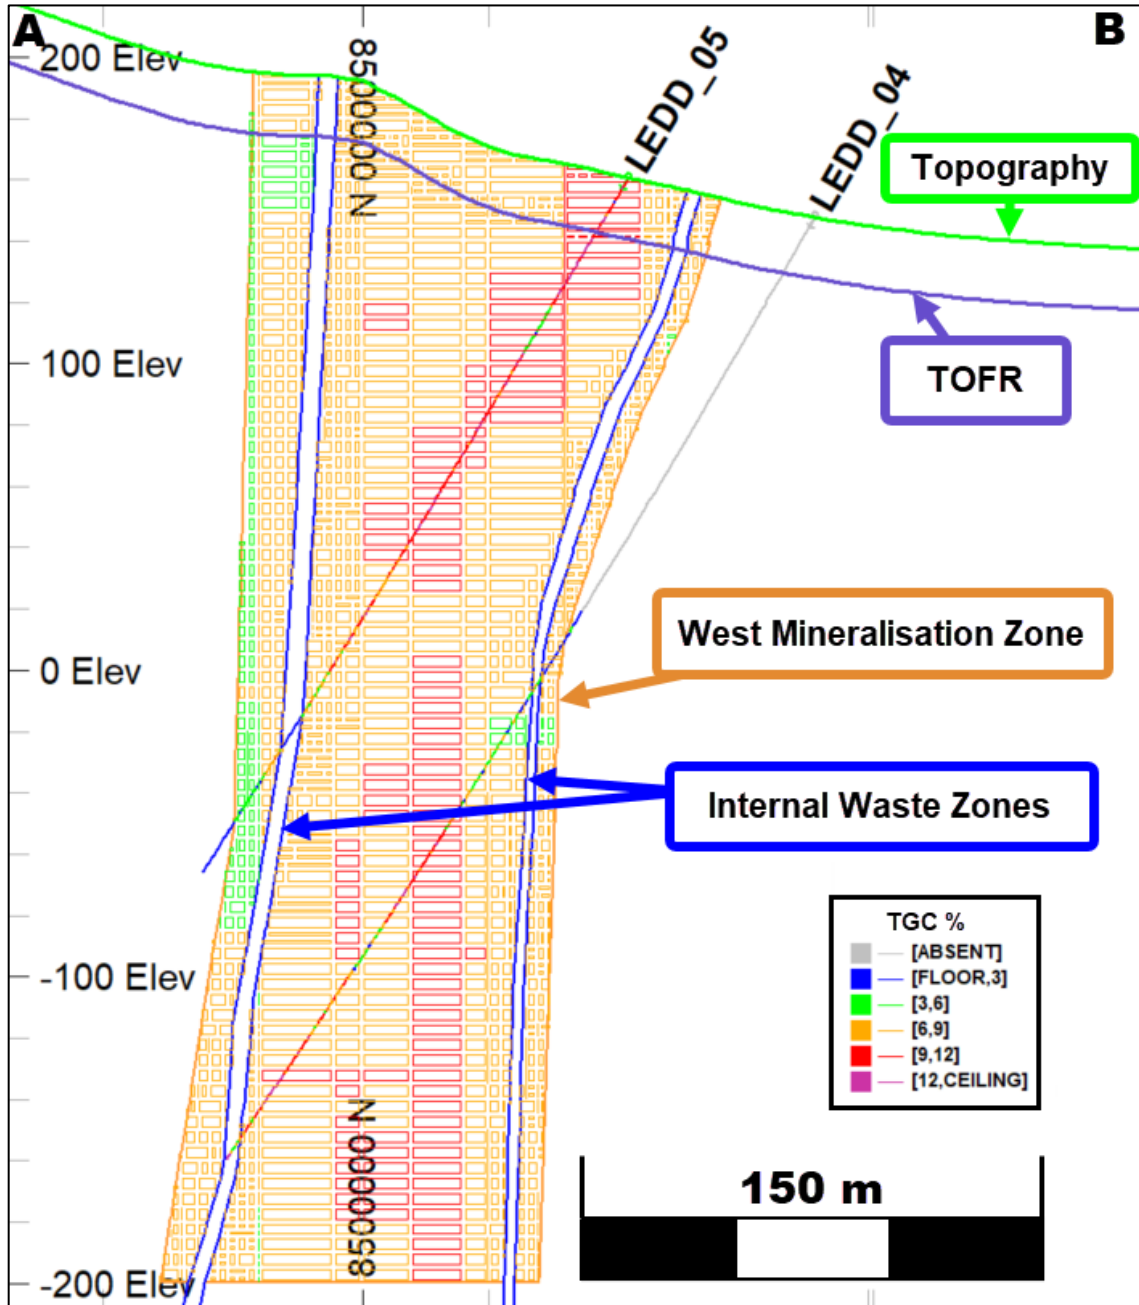 A
B
200 Elev
8500000 N
LEDD_05
LEDD_04
Topography
TOFR
100 Elev
West Mineralisation Zone
0 Elev
Internal Waste Zones
TGC %
[ABSENT]
[FLOOR,3]
[3,6]
[6,9]
[9,12]
[12,CEILING]
-100 Elev
8500000 N
150 m
-200 Elev